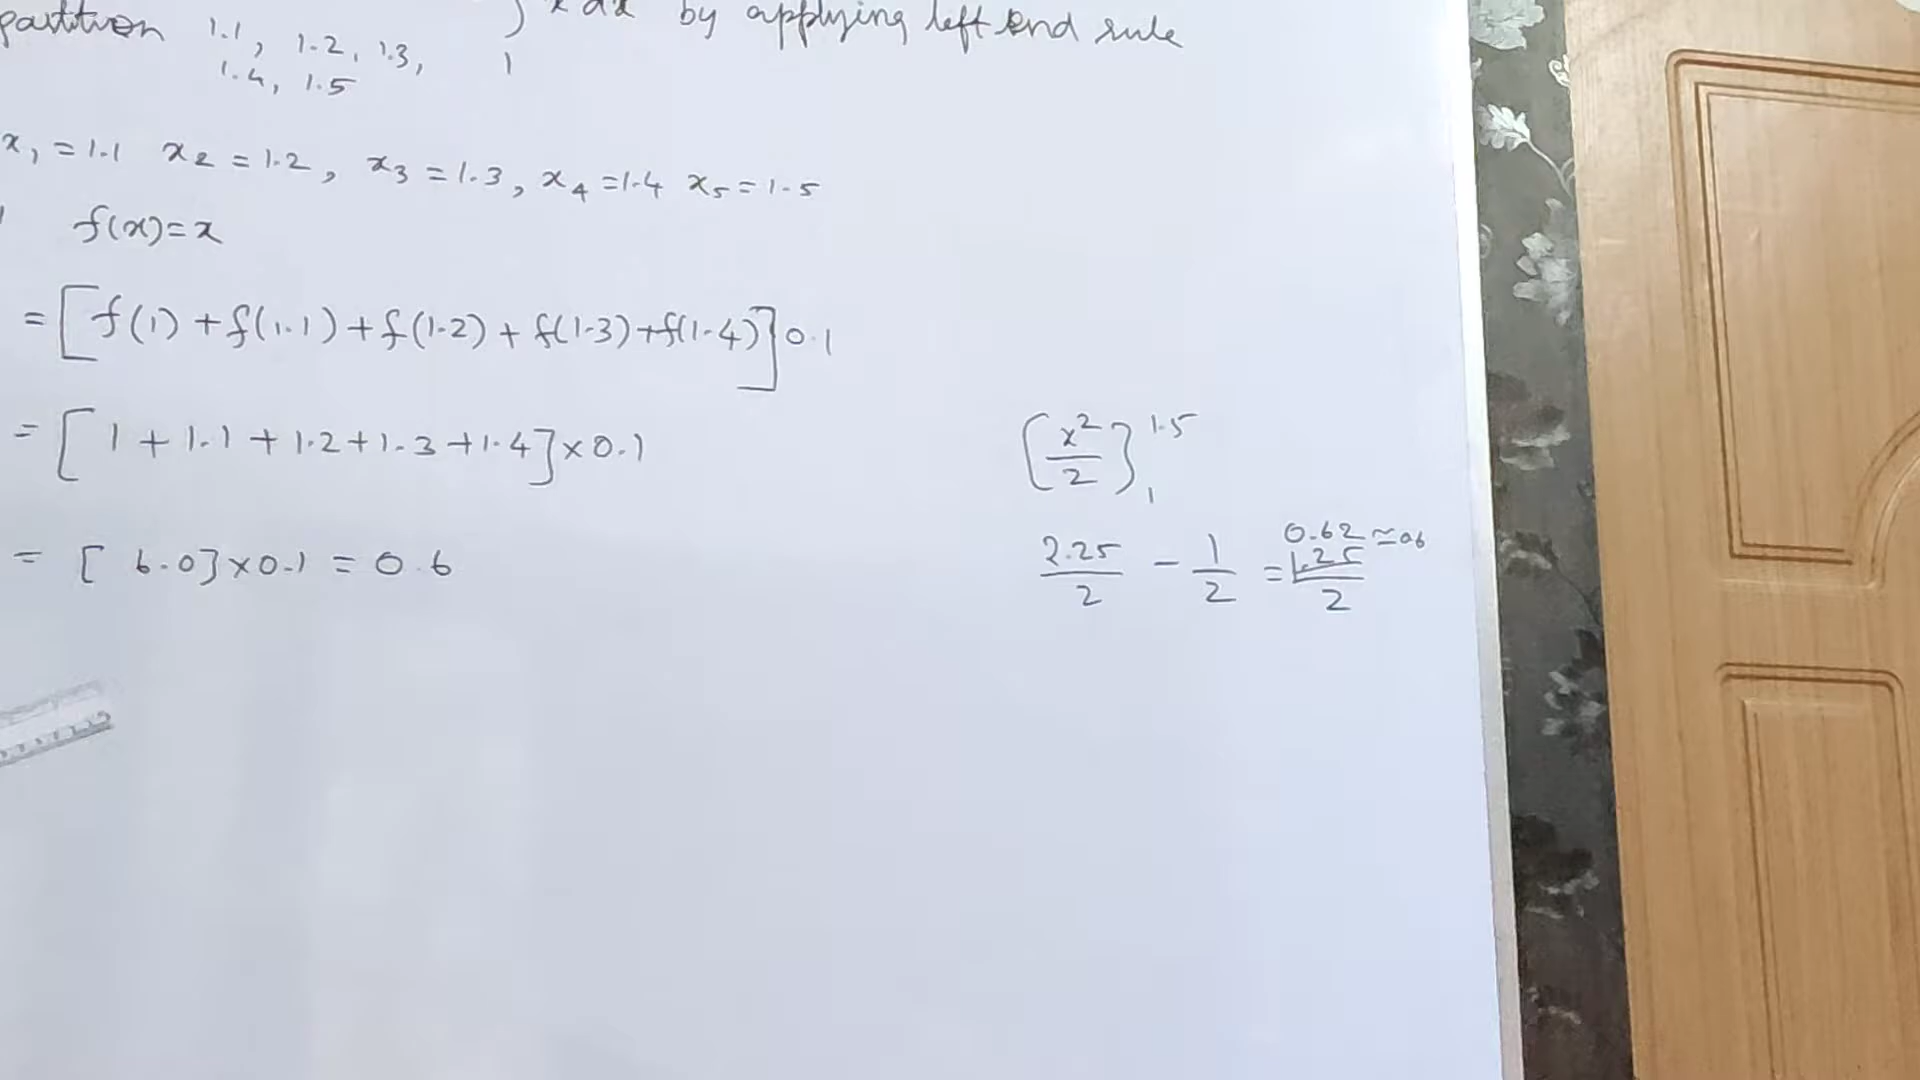 partition 1.1, 1.2, 1.3, ∫ x dx by applying left end rule
1.4, 1.5 1
x₁ = 1.1 x₂ = 1.2, x₃ = 1.3, x₄ = 1.4 x₅ = 1.5
f(x) = x
= [f(1) + f(1.1) + f(1.2) + f(1.3) + f(1.4)] 0.1
= [1 + 1.1 + 1.2 + 1.3 + 1.4] × 0.1
= [6.0] × 0.1 = 0.6
[x²/2]₁^1.5
2.25/2 - 1/2 = 1.25/2
0.62 ≃ 0.6